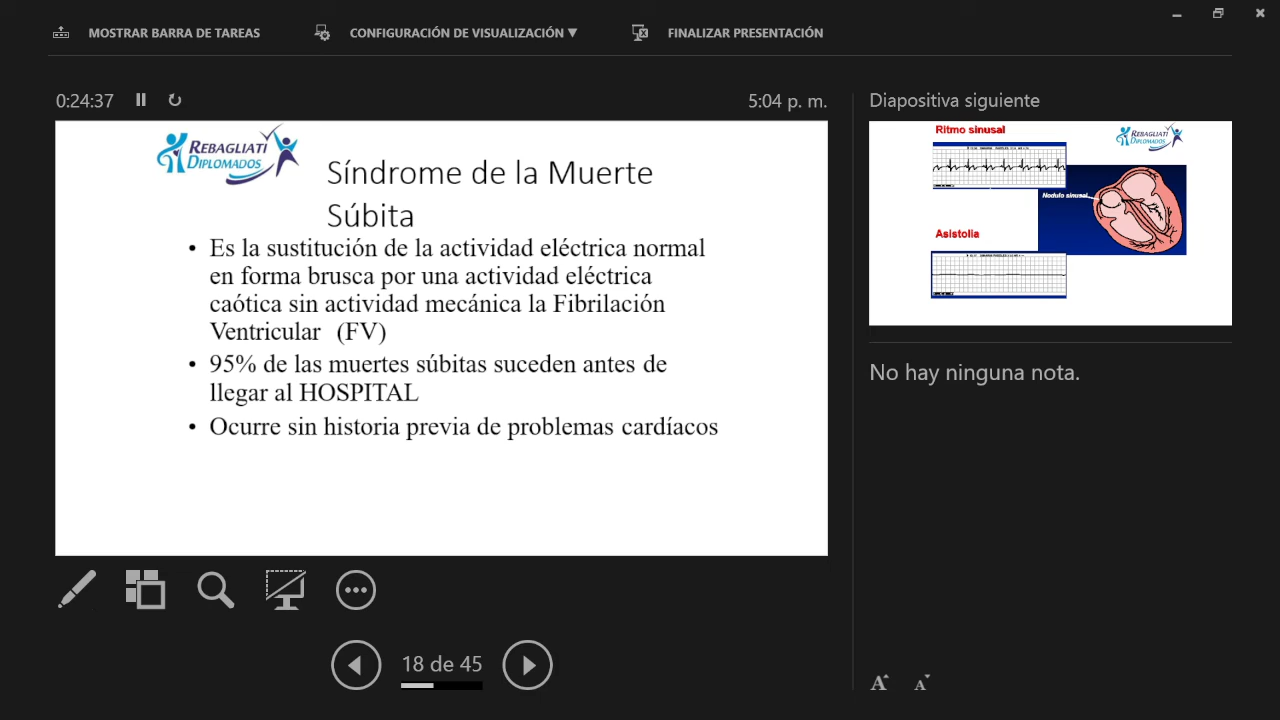 MOSTRAR BARRA DE TAREAS
CONFIGURACIÓN DE VISUALIZACIÓN ▼
FINALIZAR PRESENTACIÓN
0:24:37
5:04 p. m.
REBAGLIATI
DIPLOMADOS
Síndrome de la Muerte
Súbita
• Es la sustitución de la actividad eléctrica normal
en forma brusca por una actividad eléctrica
caótica sin actividad mecánica la Fibrilación
Ventricular (FV)
• 95% de las muertes súbitas suceden antes de
llegar al HOSPITAL
• Ocurre sin historia previa de problemas cardíacos
18 de 45
Diapositiva siguiente
Ritmo sinusal
REBAGLIATI
DIPLOMADOS
Nodulo sinusal
Asistolia
No hay ninguna nota.
A A